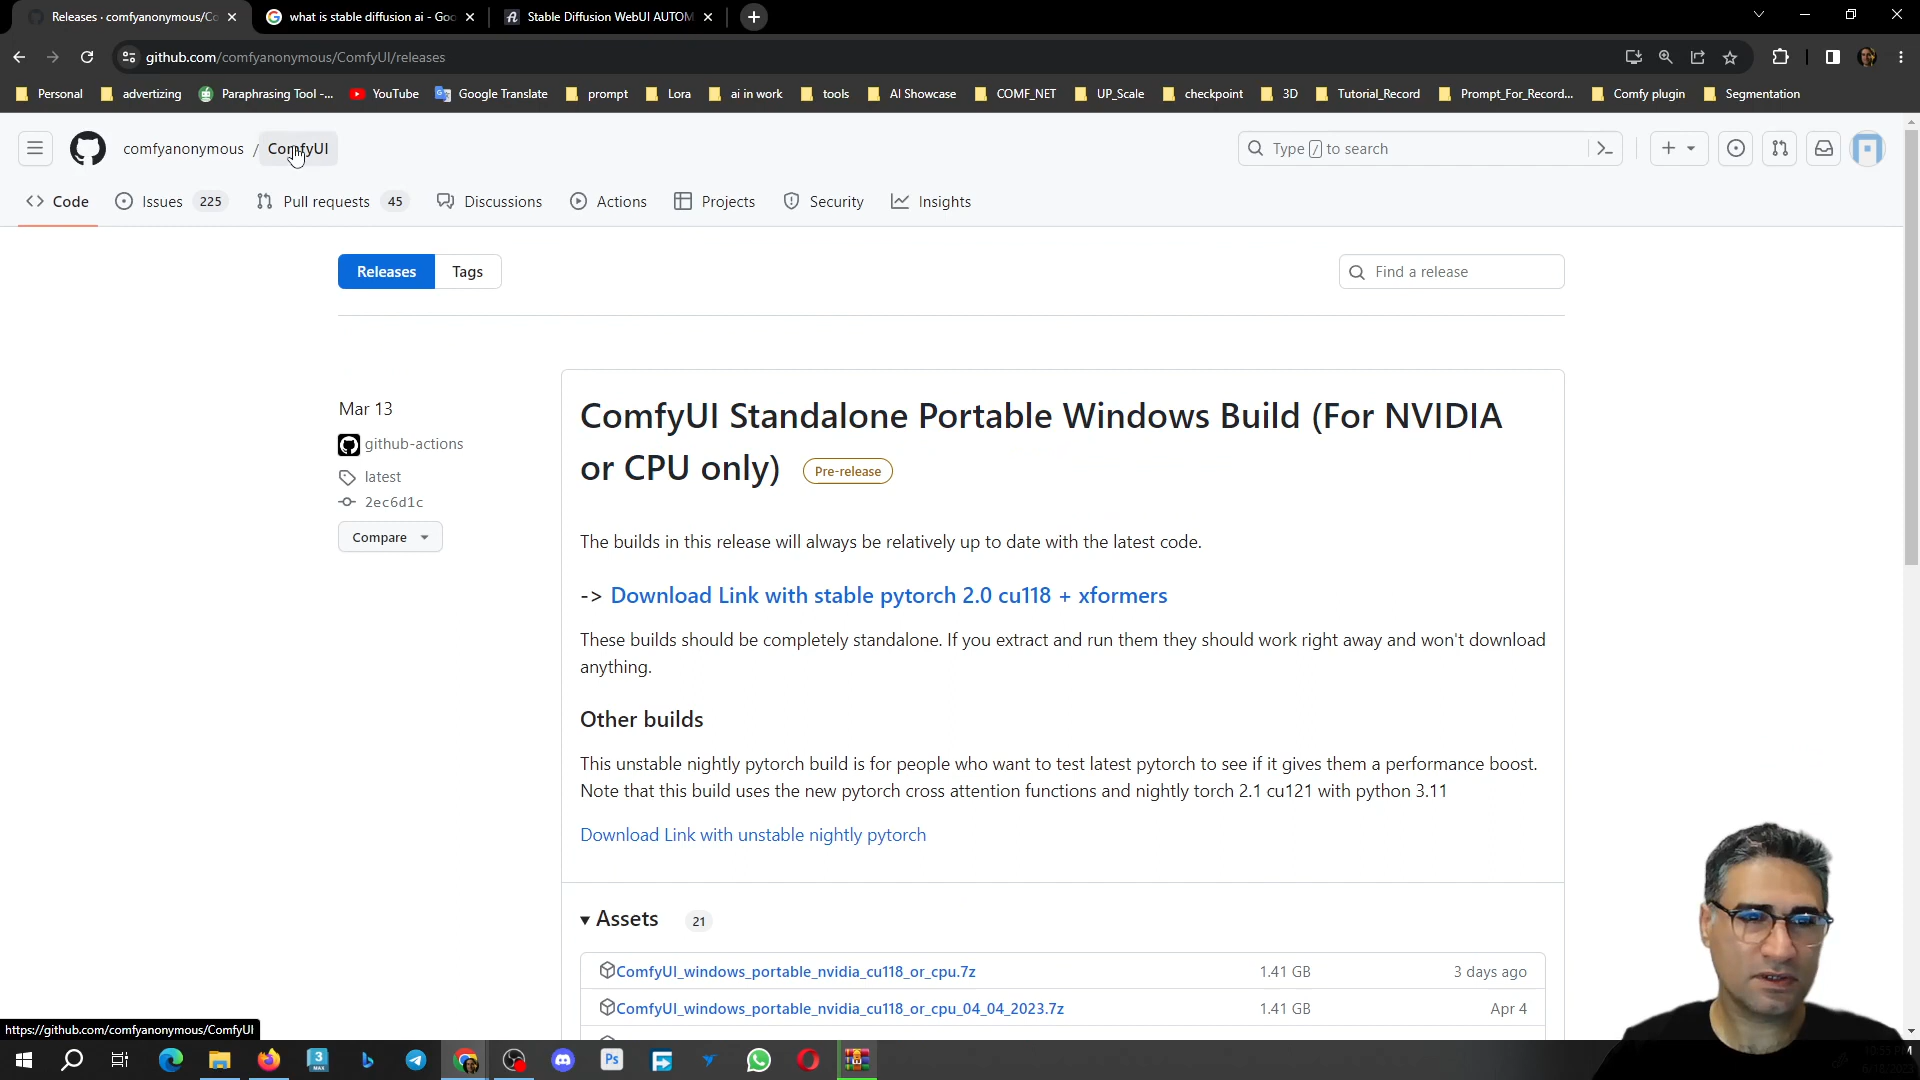 Releases · comfyanonymous/Co
what is stable diffusion ai - Goo
Stable Diffusion WebUI AUTOM
github.com/comfyanonymous/ComfyUI/releases
Personal
advertizing
Paraphrasing Tool -...
YouTube
Google Translate
prompt
Lora
ai in work
tools
AI Showcase
COMF_NET
UP_Scale
checkpoint
3D
Tutorial_Record
Prompt_For_Record...
Comfy plugin
Segmentation
comfyanonymous / ComfyUI
Type / to search
Code
Issues 225
Pull requests 45
Discussions
Actions
Projects
Security
Insights
Releases
Tags
Find a release
Mar 13
github-actions
latest
2ec6d1c
Compare
ComfyUI Standalone Portable Windows Build (For NVIDIA
or CPU only) Pre-release
The builds in this release will always be relatively up to date with the latest code.
-> Download Link with stable pytorch 2.0 cu118 + xformers
These builds should be completely standalone. If you extract and run them they should work right away and won't download
anything.
Other builds
This unstable nightly pytorch build is for people who want to test latest pytorch to see if it gives them a performance boost.
Note that this build uses the new pytorch cross attention functions and nightly torch 2.1 cu121 with python 3.11
Download Link with unstable nightly pytorch
Assets 21
ComfyUI_windows_portable_nvidia_cu118_or_cpu.7z 1.41 GB 3 days ago
ComfyUI_windows_portable_nvidia_cu118_or_cpu_04_04_2023.7z 1.41 GB Apr 4
https://github.com/comfyanonymous/ComfyUI
3
MAX
Ps